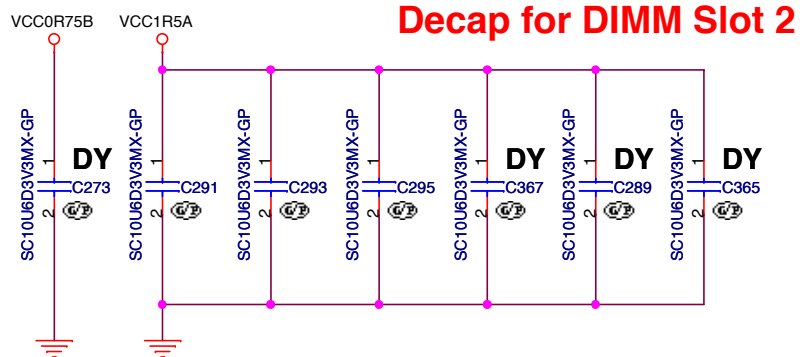 Decap for DIMM Slot 2
VCC0R75B
VCC1R5A
SC10U6D3V3MX-GP
1
2
DY
C273
G/P
SC10U6D3V3MX-GP
1
2
C291
G/P
SC10U6D3V3MX-GP
1
2
C293
G/P
SC10U6D3V3MX-GP
1
2
C295
G/P
SC10U6D3V3MX-GP
1
2
DY
C367
G/P
SC10U6D3V3MX-GP
1
2
DY
C289
G/P
SC10U6D3V3MX-GP
1
2
DY
C365
G/P